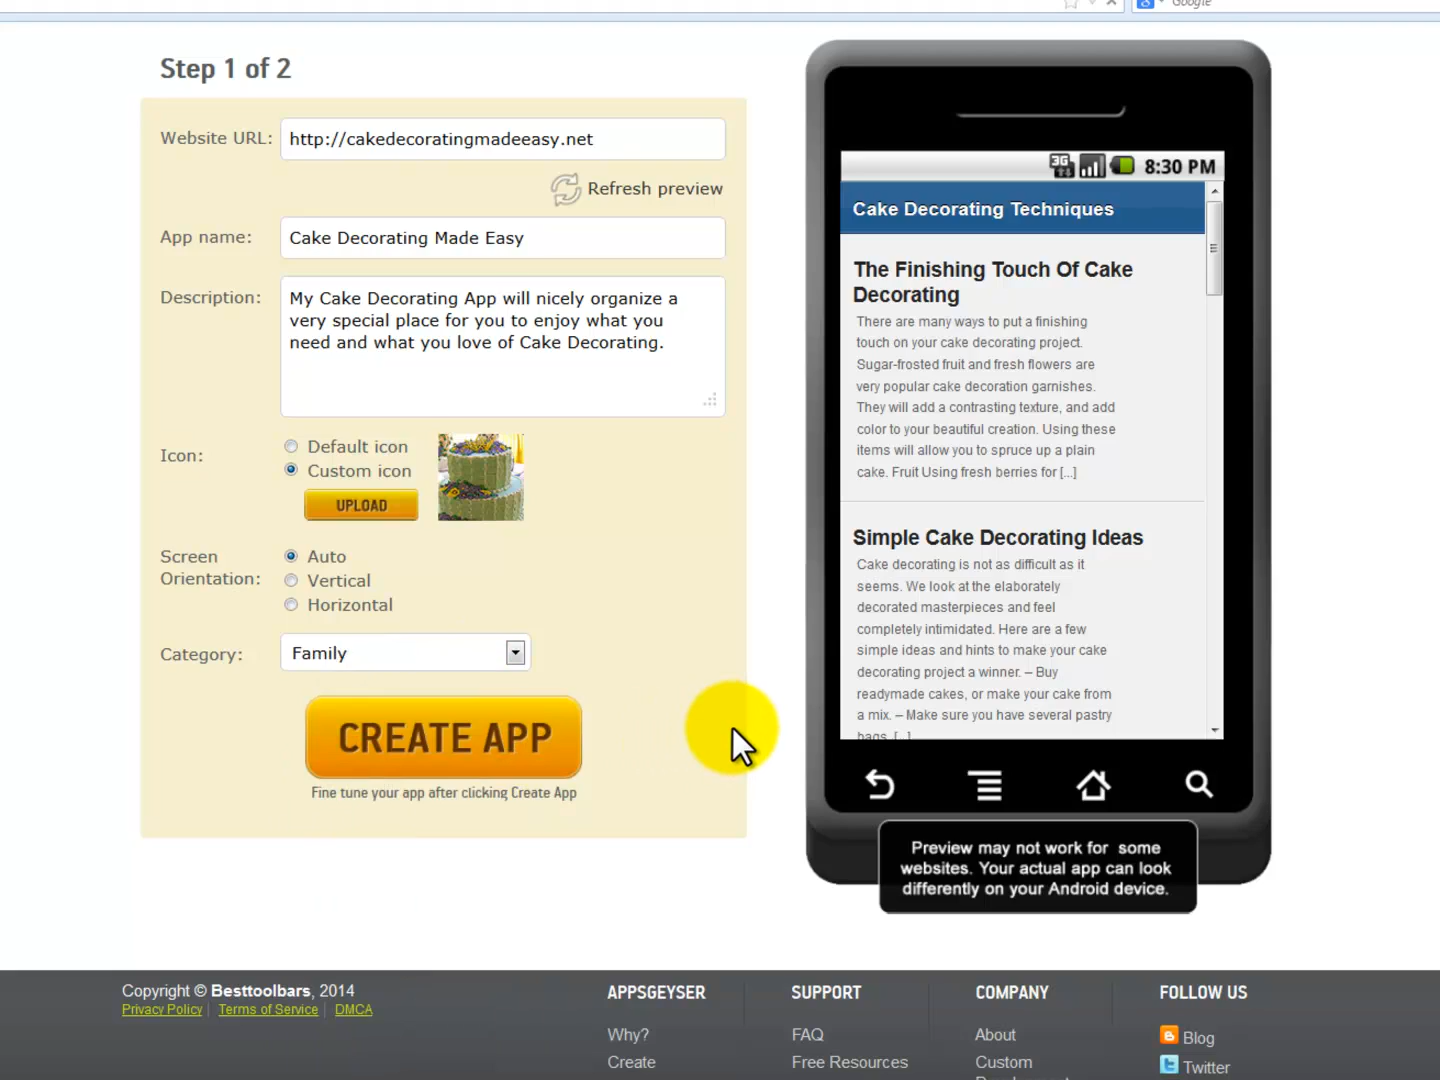 Google
Step 1 of 2
Website URL: http://cakedecoratingmadeeasy.net
Refresh preview
App name: Cake Decorating Made Easy
Description: My Cake Decorating App will nicely organize a
very special place for you to enjoy what you
need and what you love of Cake Decorating.
Icon:
Default icon
Custom icon
UPLOAD
Screen
Orientation:
Auto
Vertical
Horizontal
Category: Family
CREATE APP
Fine tune your app after clicking Create App
3G 8:30 PM
Cake Decorating Techniques
The Finishing Touch Of Cake
Decorating
There are many ways to put a finishing
touch on your cake decorating project.
Sugar-frosted fruit and fresh flowers are
very popular cake decoration garnishes.
They will add a contrasting texture, and add
color to your beautiful creation. Using these
items will allow you to spruce up a plain
cake. Fruit Using fresh berries for [...]
Simple Cake Decorating Ideas
Cake decorating is not as difficult as it
seems. We look at the elaborately
decorated masterpieces and feel
completely intimidated. Here are a few
simple ideas and hints to make your cake
decorating project a winner. – Buy
readymade cakes, or make your cake from
a mix. – Make sure you have several pastry
bags. [...]
Preview may not work for some
websites. Your actual app can look
differently on your Android device.
Copyright © Besttoolbars, 2014
Privacy Policy | Terms of Service | DMCA
APPSGEYSER
Why?
Create
SUPPORT
FAQ
Free Resources
COMPANY
About
Custom
FOLLOW US
Blog
Twitter